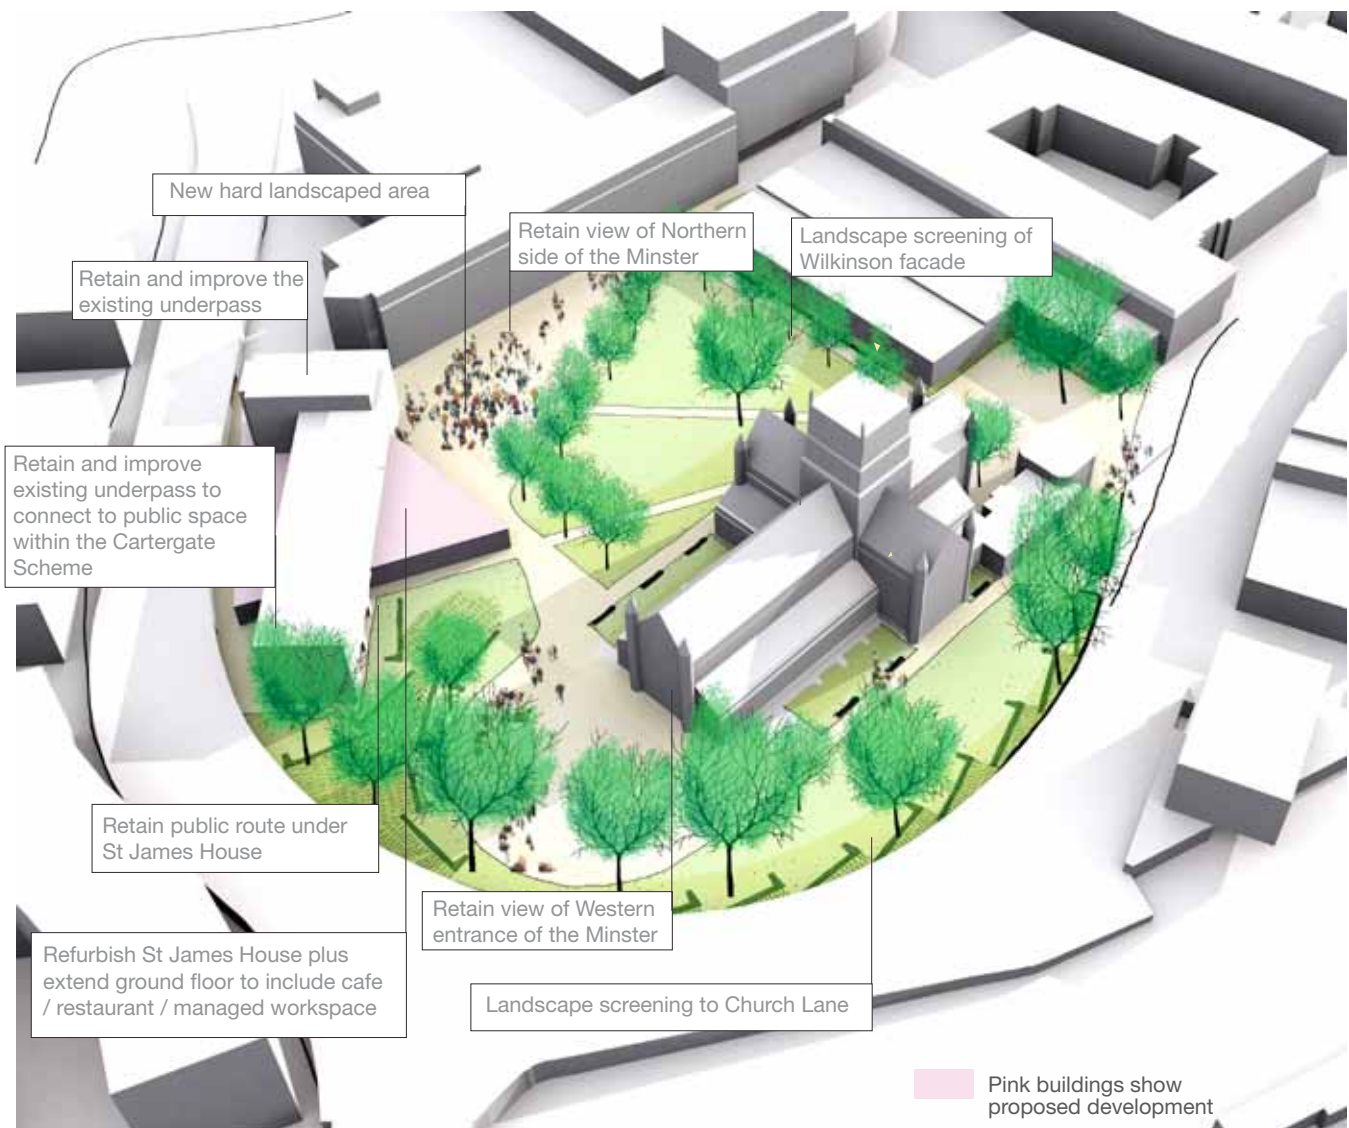 New hard landscaped area
Retain view of Northern
side of the Minster
Landscape screening of
Wilkinson facade
Retain and improve the
existing underpass
Retain and improve
existing underpass to
connect to public space
within the Cartergate
Scheme
Retain public route under
St James House
Retain view of Western
entrance of the Minster
Refurbish St James House plus
extend ground floor to include cafe
/ restaurant / managed workspace
Landscape screening to Church Lane
Pink buildings show
proposed development